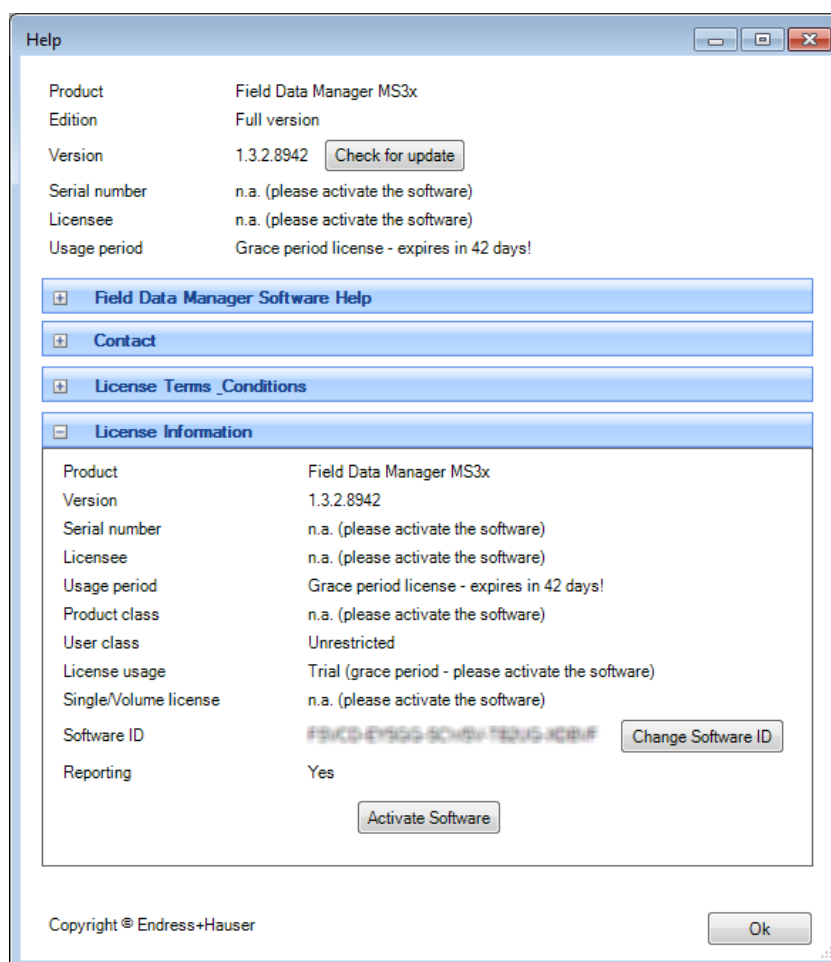 Help
Product Field Data Manager MS3x
Edition Full version
Version 1.3.2.8942 Check for update
Serial number n.a. (please activate the software)
Licensee n.a. (please activate the software)
Usage period Grace period license - expires in 42 days!
Field Data Manager Software Help
Contact
License Terms _Conditions
License Information
Product Field Data Manager MS3x
Version 1.3.2.8942
Serial number n.a. (please activate the software)
Licensee n.a. (please activate the software)
Usage period Grace period license - expires in 42 days!
Product class n.a. (please activate the software)
User class Unrestricted
License usage Trial (grace period - please activate the software)
Single/Volume license n.a. (please activate the software)
Software ID Change Software ID
Reporting Yes
Activate Software
Copyright © Endress+Hauser Ok